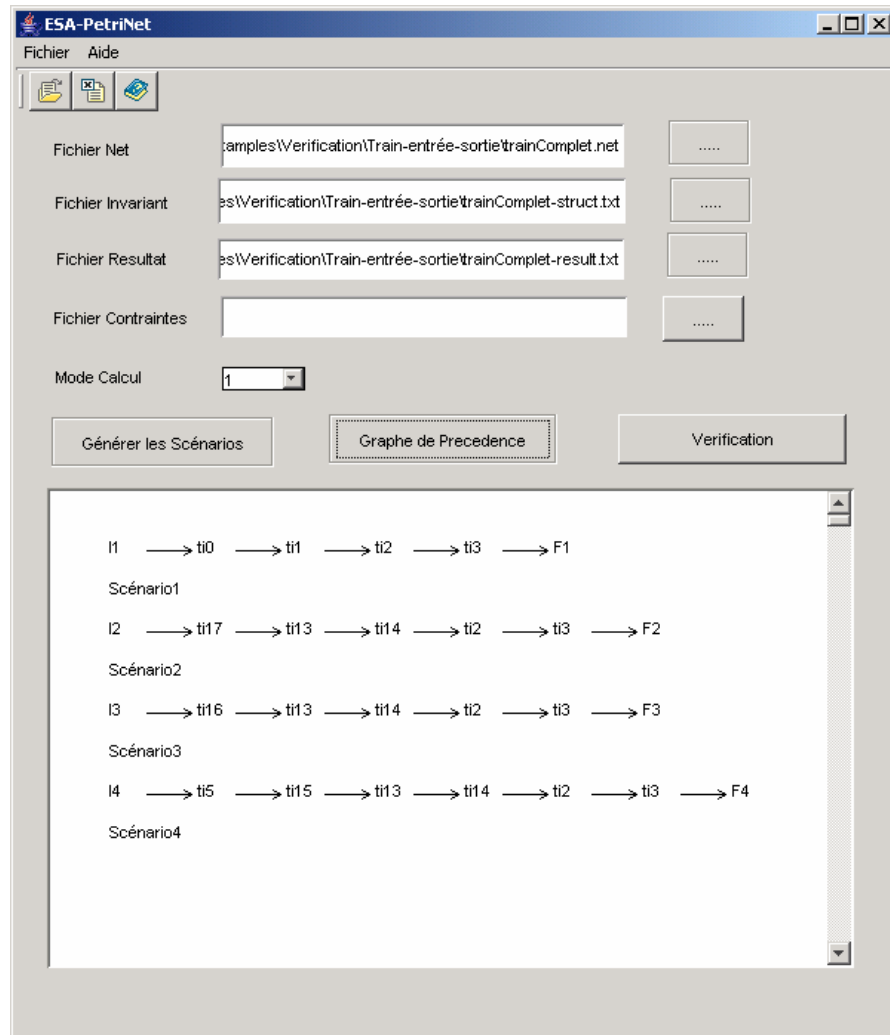 ESA-PetriNet
Fichier Aide
Fichier Net :amples\Verification\Train-entrée-sortie\trainComplet.net .....
Fichier Invariant es\Verification\Train-entrée-sortie\trainComplet-struct.txt .....
Fichier Resultat es\Verification\Train-entrée-sortie\trainComplet-result.txt .....
Fichier Contraintes .....
Mode Calcul 1
Générer les Scénarios Graphe de Precedence Verification
I1 ti0 ti1 ti2 ti3 F1
Scénario1
I2 ti17 ti13 ti14 ti2 ti3 F2
Scénario2
I3 ti16 ti13 ti14 ti2 ti3 F3
Scénario3
I4 ti5 ti15 ti13 ti14 ti2 ti3 F4
Scénario4